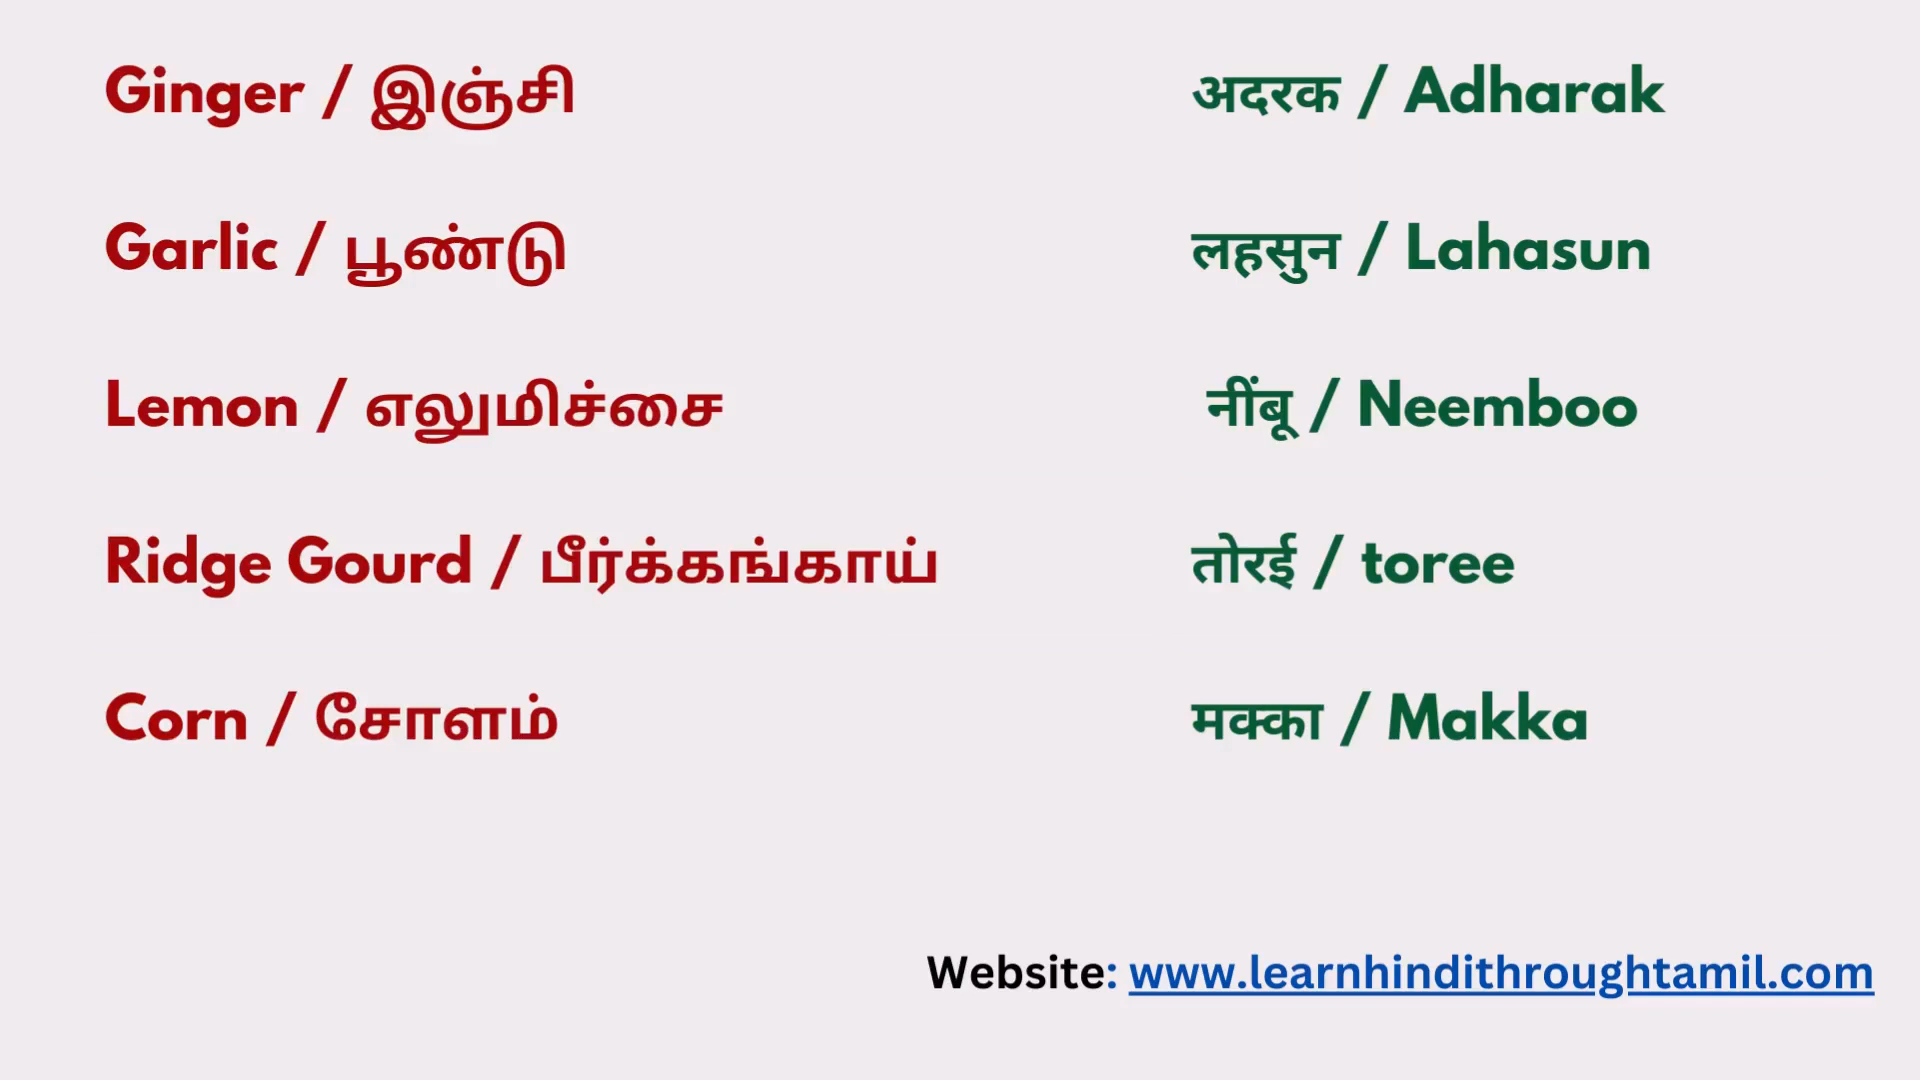 Ginger / இஞ்சி अदरक / Adharak
Garlic / பூண்டு लहसुन / Lahasun
Lemon / எலுமிச்சை नींबू / Neemboo
Ridge Gourd / பீர்க்கங்காய் तोरई / toree
Corn / சோளம் मक्का / Makka
Website: www.learnhindithroughtamil.com